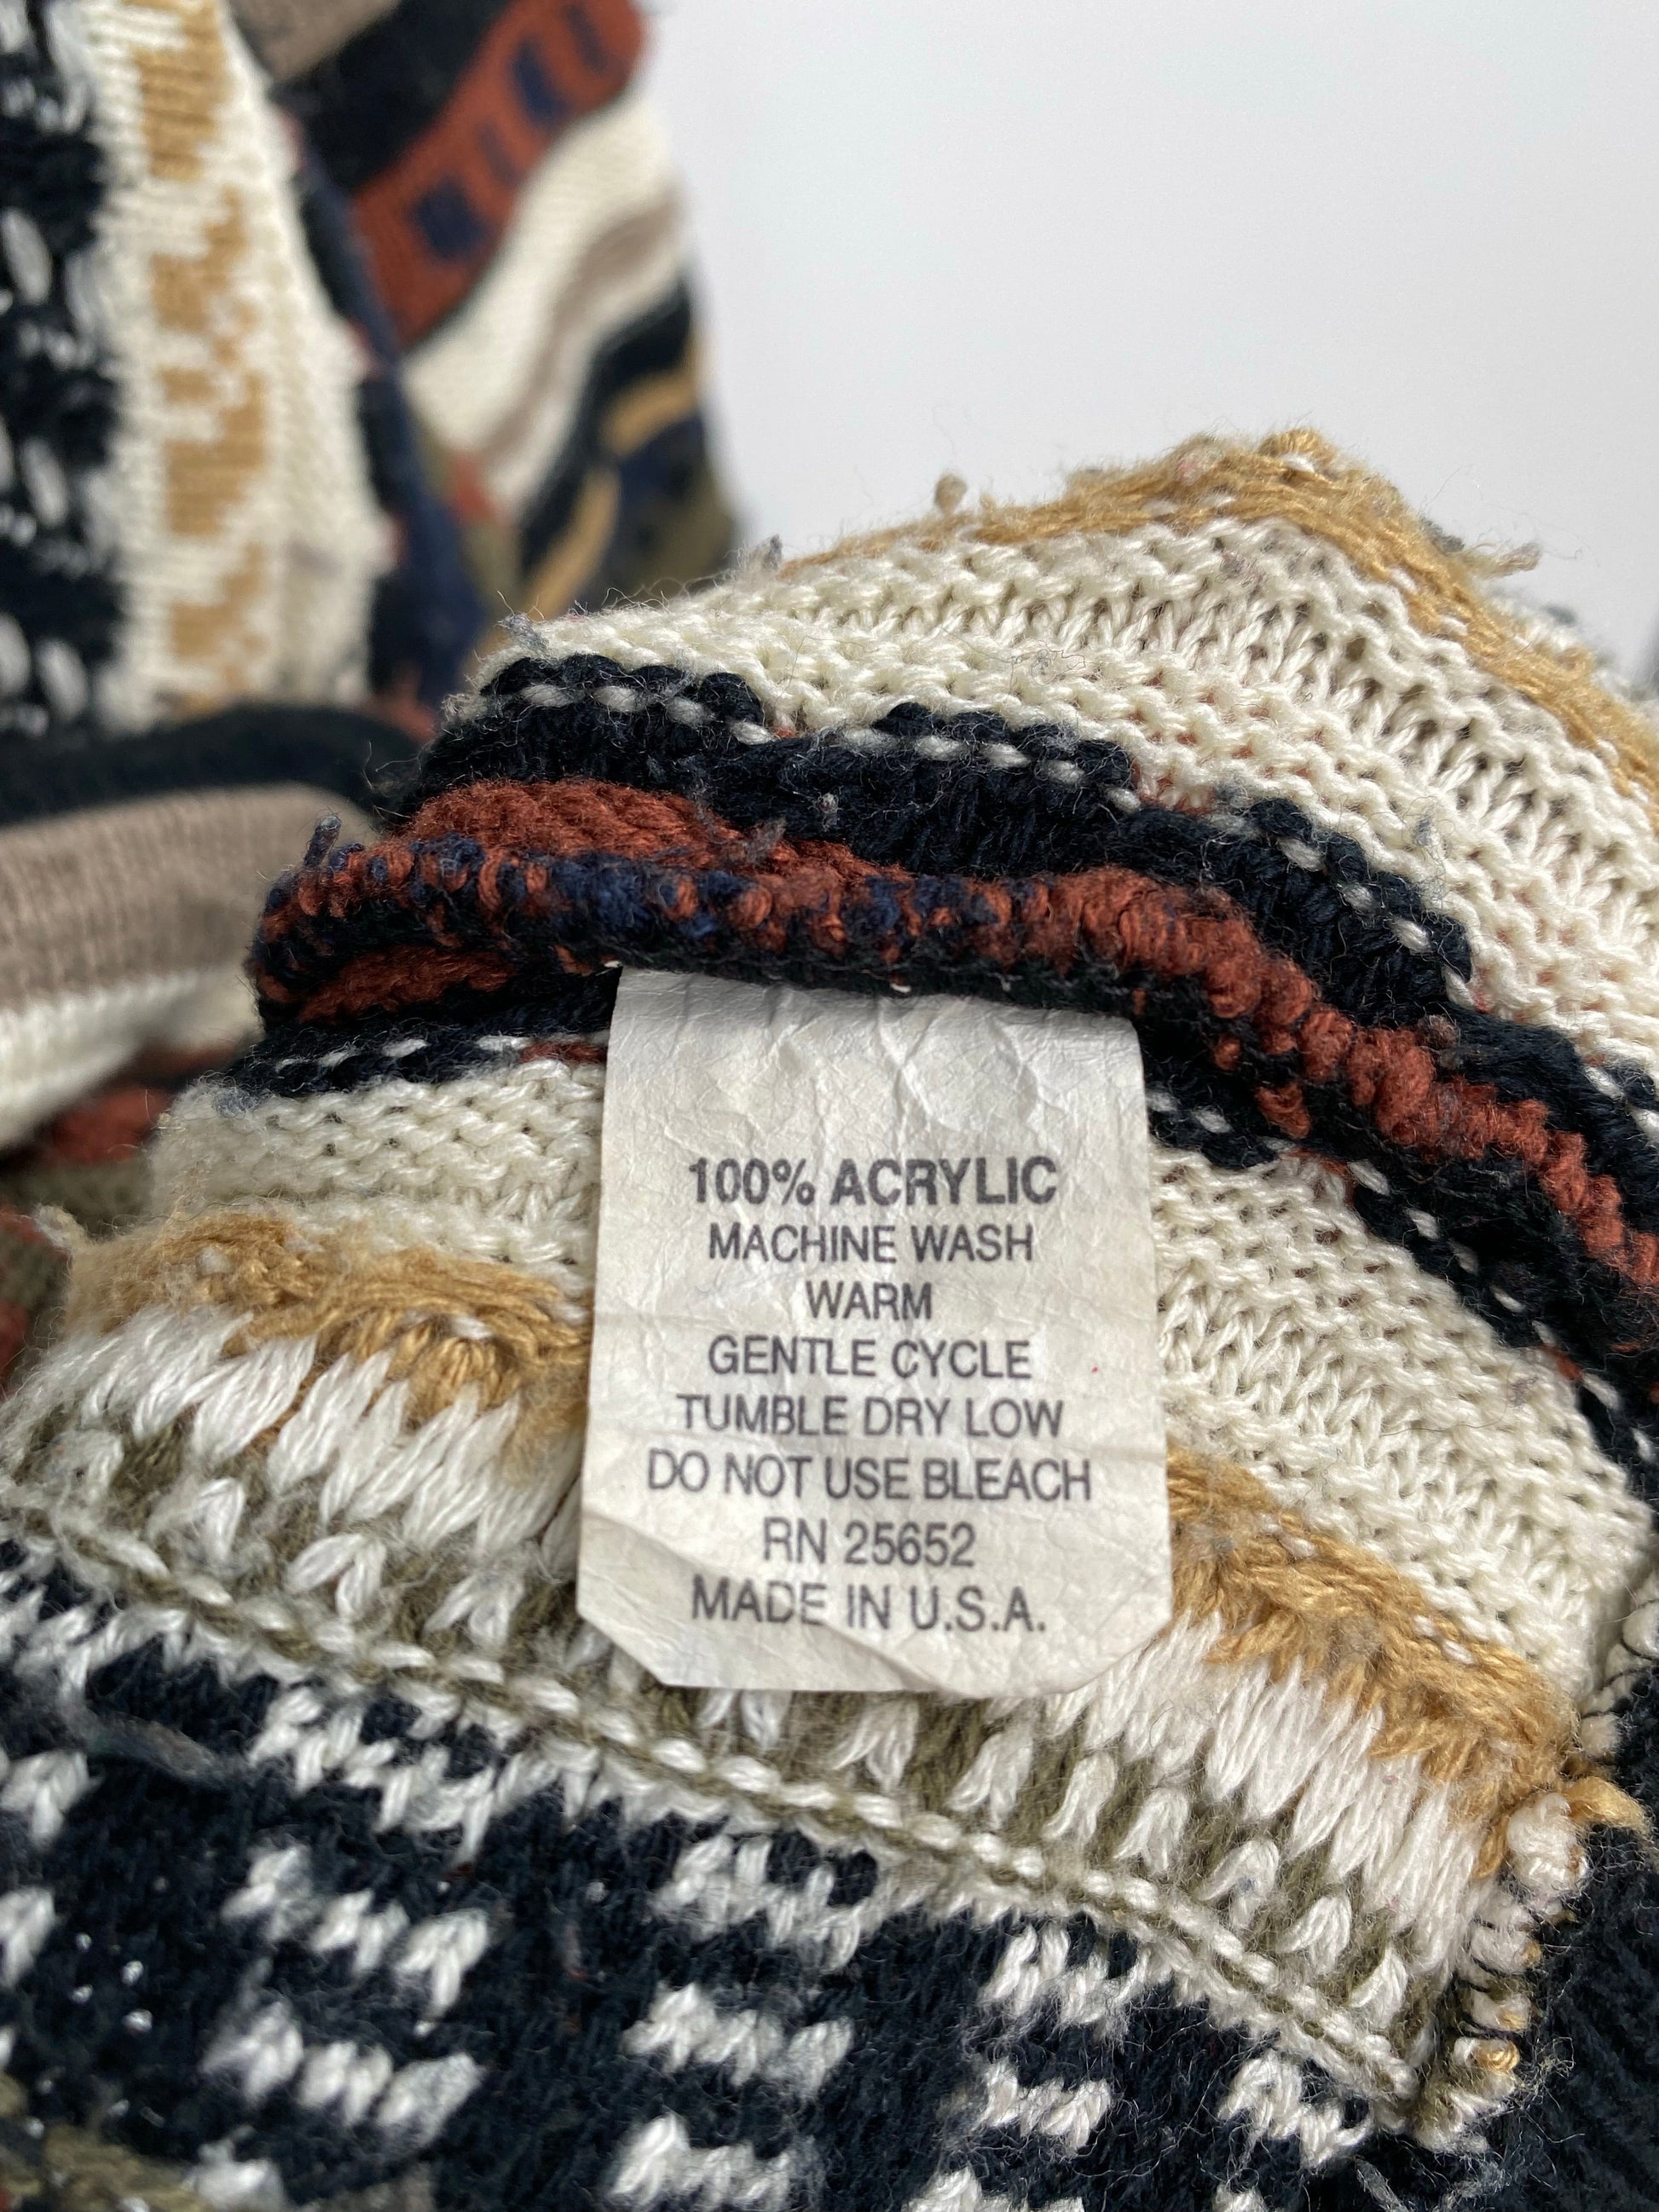 100% ACRYLIC
MACHINE WASH
WARM
GENTLE CYCLE
TUMBLE DRY LOW
DO NOT USE BLEACH
RN 25652
MADE IN U.S.A.